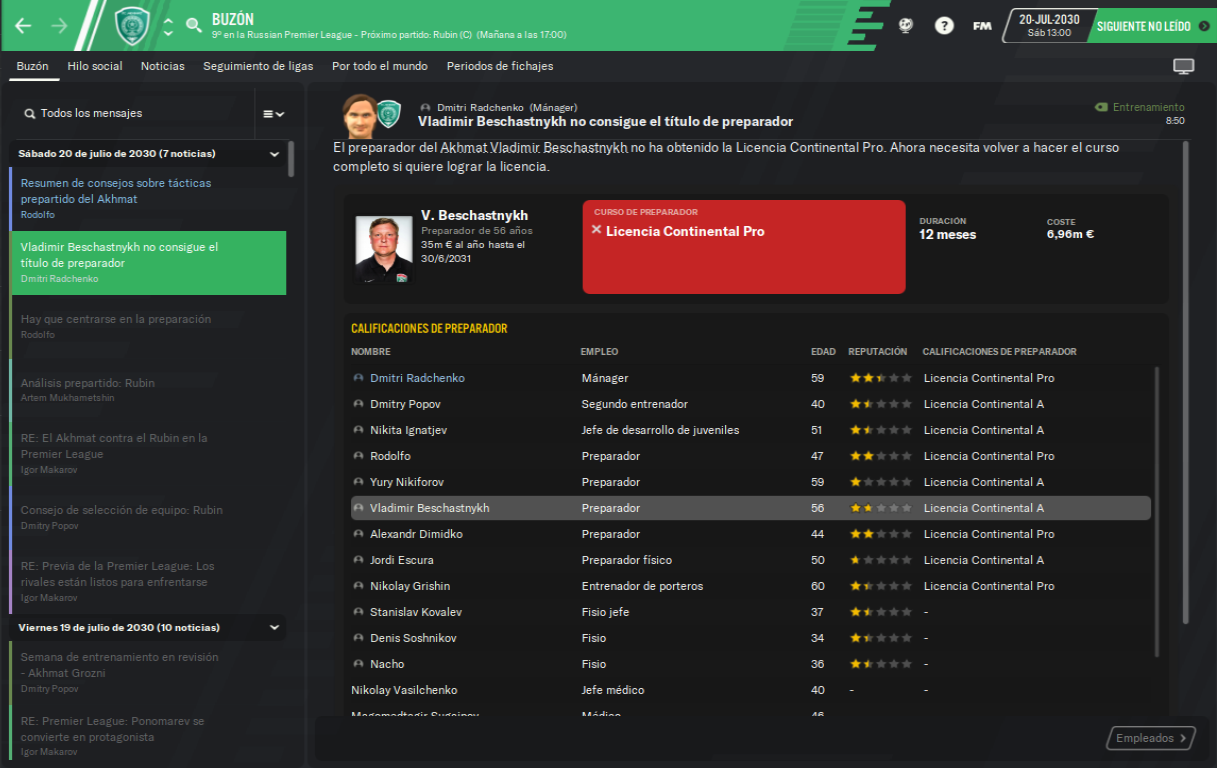 BUZÓN
9º en la Russian Premier League - Próximo partido: Rubin (C) (Mañana a las 17:00)
?
FM
20-JUL-2030
Sáb 13:00
SIGUIENTE NO LEÍDO
Buzón Hilo social Noticias Seguimiento de ligas Por todo el mundo Periodos de fichajes
Todos los mensajes
Sábado 20 de julio de 2030 (7 noticias)
Resumen de consejos sobre tácticas
prepartido del Akhmat
Rodolfo
Vladimir Beschastnykh no consigue el
título de preparador
Dmitri Radchenko
Hay que centrarse en la preparación
Rodolfo
Análisis prepartido: Rubin
Artem Mukhametshin
RE: El Akhmat contra el Rubin en la
Premier League
Igor Makarov
Consejo de selección de equipo: Rubin
Dmitry Popov
RE: Previa de la Premier League: Los
rivales están listos para enfrentarse
Igor Makarov
Viernes 19 de julio de 2030 (10 noticias)
Semana de entrenamiento en revisión
- Akhmat Grozni
Dmitry Popov
RE: Premier League: Ponomarev se
convierte en protagonista
Igor Makarov
Dmitri Radchenko (Mánager)
Vladimir Beschastnykh no consigue el título de preparador
Entrenamiento
8:50
El preparador del Akhmat Vladimir Beschastnykh no ha obtenido la Licencia Continental Pro. Ahora necesita volver a hacer el curso
completo si quiere lograr la licencia.
V. Beschastnykh
Preparador de 56 años
35m € al año hasta el
30/6/2031
CURSO DE PREPARADOR
Licencia Continental Pro
DURACIÓN
12 meses
COSTE
6,96m €
CALIFICACIONES DE PREPARADOR
NOMBRE EMPLEO EDAD REPUTACIÓN CALIFICACIONES DE PREPARADOR
Dmitri Radchenko Mánager 59 Licencia Continental Pro
Dmitry Popov Segundo entrenador 40 Licencia Continental A
Nikita Ignatjev Jefe de desarrollo de juveniles 51 Licencia Continental A
Rodolfo Preparador 47 Licencia Continental Pro
Yury Nikiforov Preparador 59 Licencia Continental A
Vladimir Beschastnykh Preparador 56 Licencia Continental A
Alexandr Dimidko Preparador 44 Licencia Continental Pro
Jordi Escura Preparador físico 50 Licencia Continental A
Nikolay Grishin Entrenador de porteros 60 Licencia Continental Pro
Stanislav Kovalev Fisio jefe 37 -
Denis Soshnikov Fisio 34 -
Nacho Fisio 36 -
Nikolay Vasilchenko Jefe médico 40 - -
Médico 46
Empleados